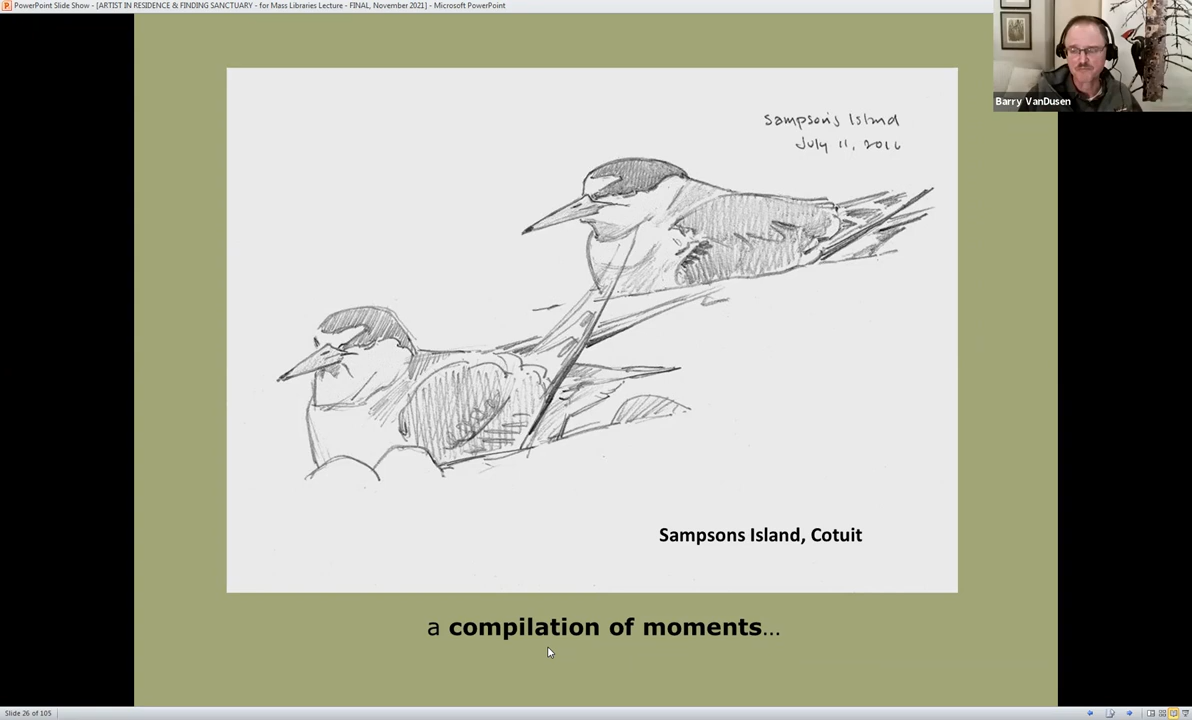 PowerPoint Slide Show - [ARTIST IN RESIDENCE & FINDING SANCTUARY - for Mass Libraries Lecture - FINAL, November 2021] - Microsoft PowerPoint
Barry VanDusen
Sampson's Island
July 11, 2016
Sampsons Island, Cotuit
a compilation of moments...
Slide 26 of 105